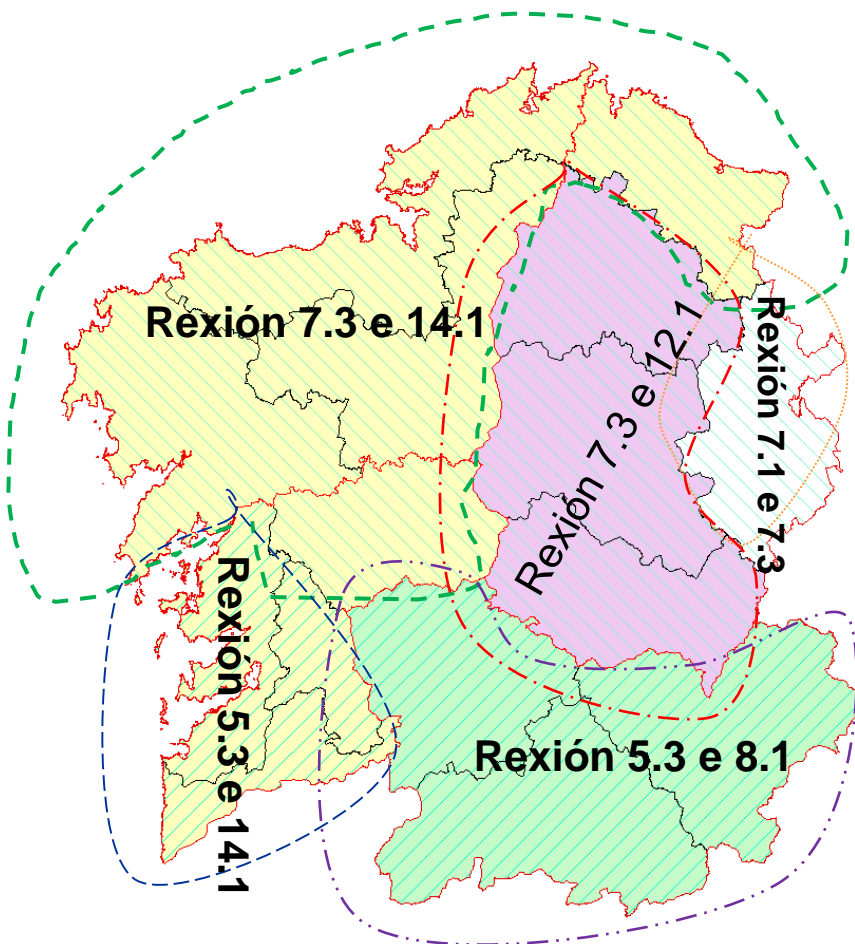 Rexión 7.3 e 14.1
Rexión 7.3 e 12.1
Rexión 7.1 e 7.3
Rexión 5.3 e 14.1
Rexión 5.3 e 8.1